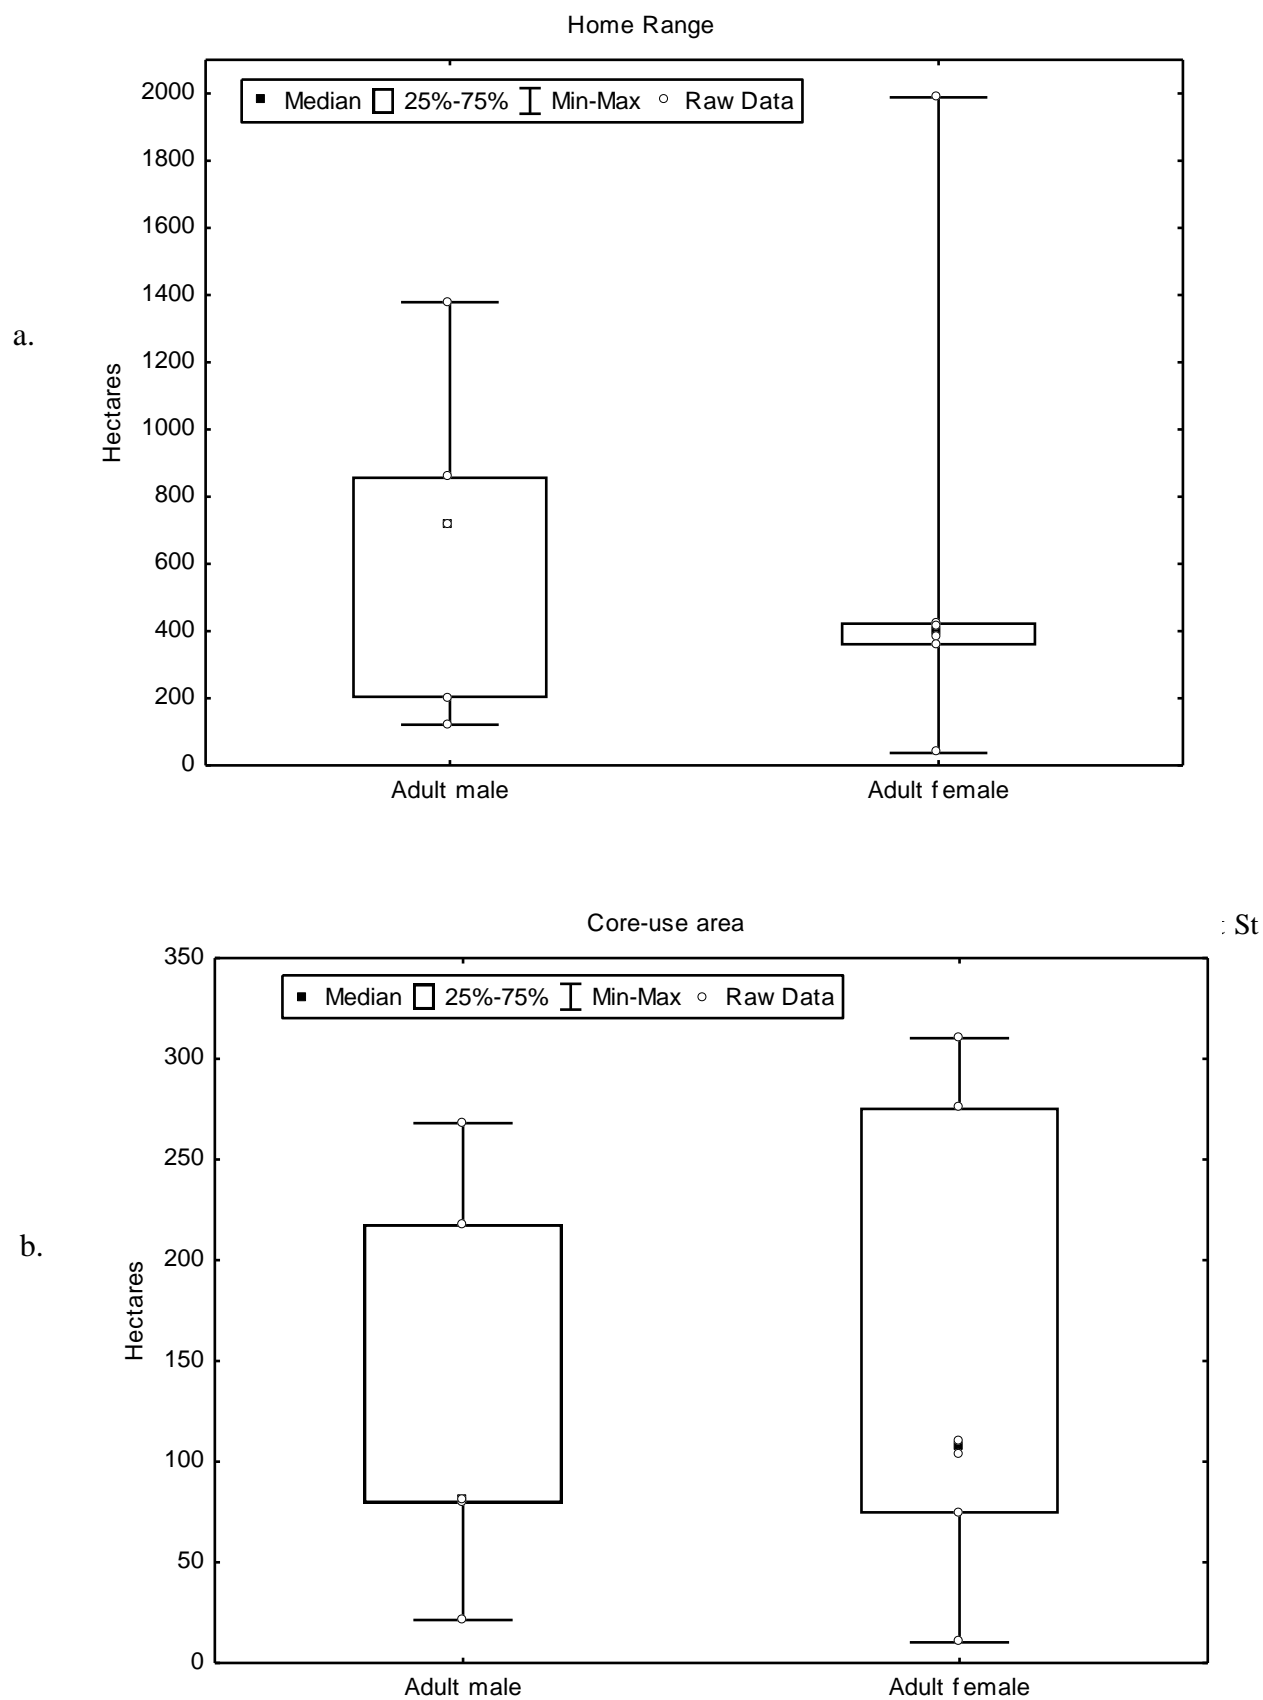 Home Range
Median 25%-75% Min-Max Raw Data
2000
1800
1600
1400
1200
1000
800
600
400
200
0
Hectares
a.
Adult male Adult female
Core-use area
: St
350
Median 25%-75% Min-Max Raw Data
300
250
200
150
100
50
0
Hectares
b.
Adult male Adult female